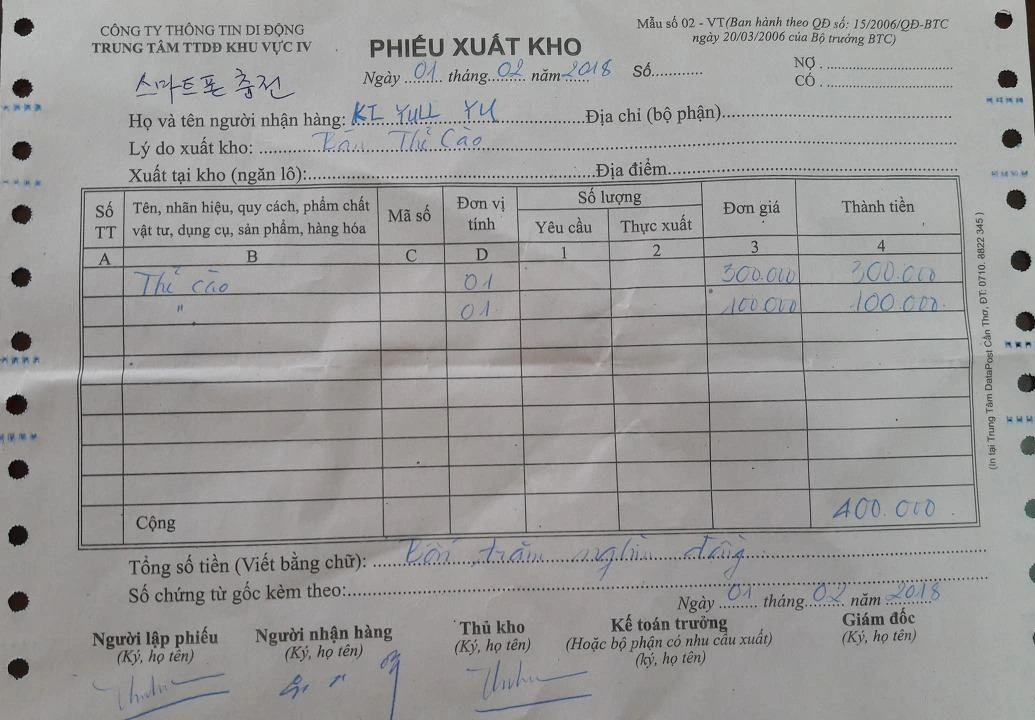 CÔNG TY THÔNG TIN DI ĐỘNG
TRUNG TÂM TTDĐ KHU VỰC IV
Mẫu số 02 - VT(Ban hành theo QĐ số: 15/2006/QĐ-BTC
ngày 20/03/2006 của Bộ trưởng BTC)
PHIẾU XUẤT KHO
스마트폰 충전
Ngày 01 tháng 02 năm 2018 Số............
NỢ .
CÓ .
Họ và tên người nhận hàng: KI YULL YU Địa chỉ (bộ phận)
Lý do xuất kho: Bán Thẻ Cào
Xuất tại kho (ngăn lô): Địa điểm
Số TT Tên, nhãn hiệu, quy cách, phẩm chất vật tư, dụng cụ, sản phẩm, hàng hóa Mã số Đơn vị tính Số lượng Đơn giá Thành tiền
Yêu cầu Thực xuất
A B C D 1 2 3 4
Thẻ cào 01 300.000 300.000
" 01 100.000 100.000
Cộng 400.000
Tổng số tiền (Viết bằng chữ): Bốn trăm nghìn đồng
Số chứng từ gốc kèm theo:
Ngày 01 tháng 02 năm 2018
Người lập phiếu Người nhận hàng Thủ kho Kế toán trưởng Giám đốc
(Ký, họ tên) (Ký, họ tên) (Ký, họ tên) (Hoặc bộ phận có nhu cầu xuất) (Ký, họ tên)
(ký, họ tên)
(In tại Trung Tâm DataPost Cần Thơ, ĐT: 0710. 8822 345 )